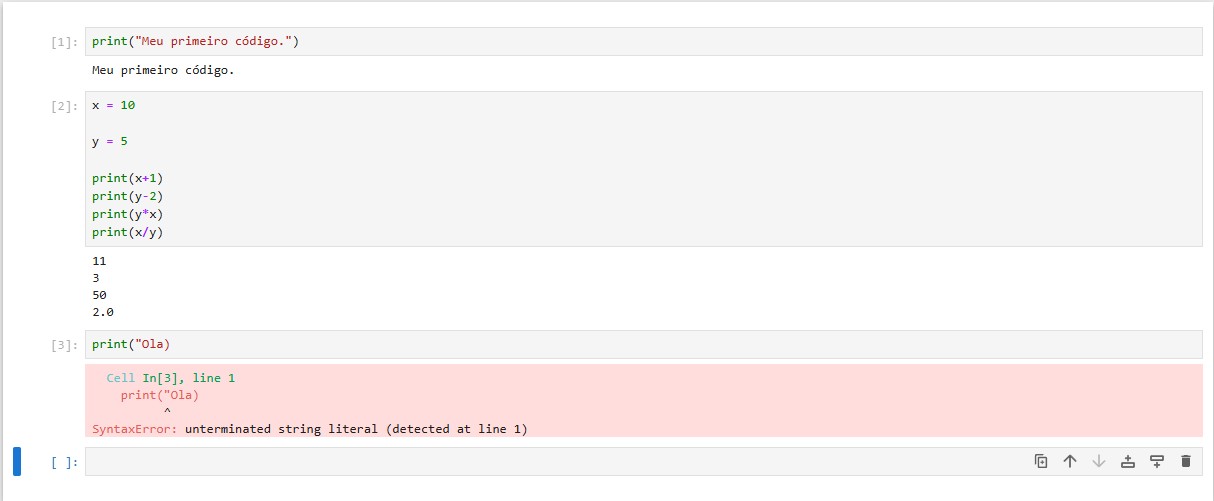 [1]: print("Meu primeiro código.")
Meu primeiro código.
[2]: x = 10
y = 5
print(x+1)
print(y-2)
print(y*x)
print(x/y)
11
3
50
2.0
[3]: print("Ola)
Cell In[3], line 1
print("Ola)
^
SyntaxError: unterminated string literal (detected at line 1)
[ ]: